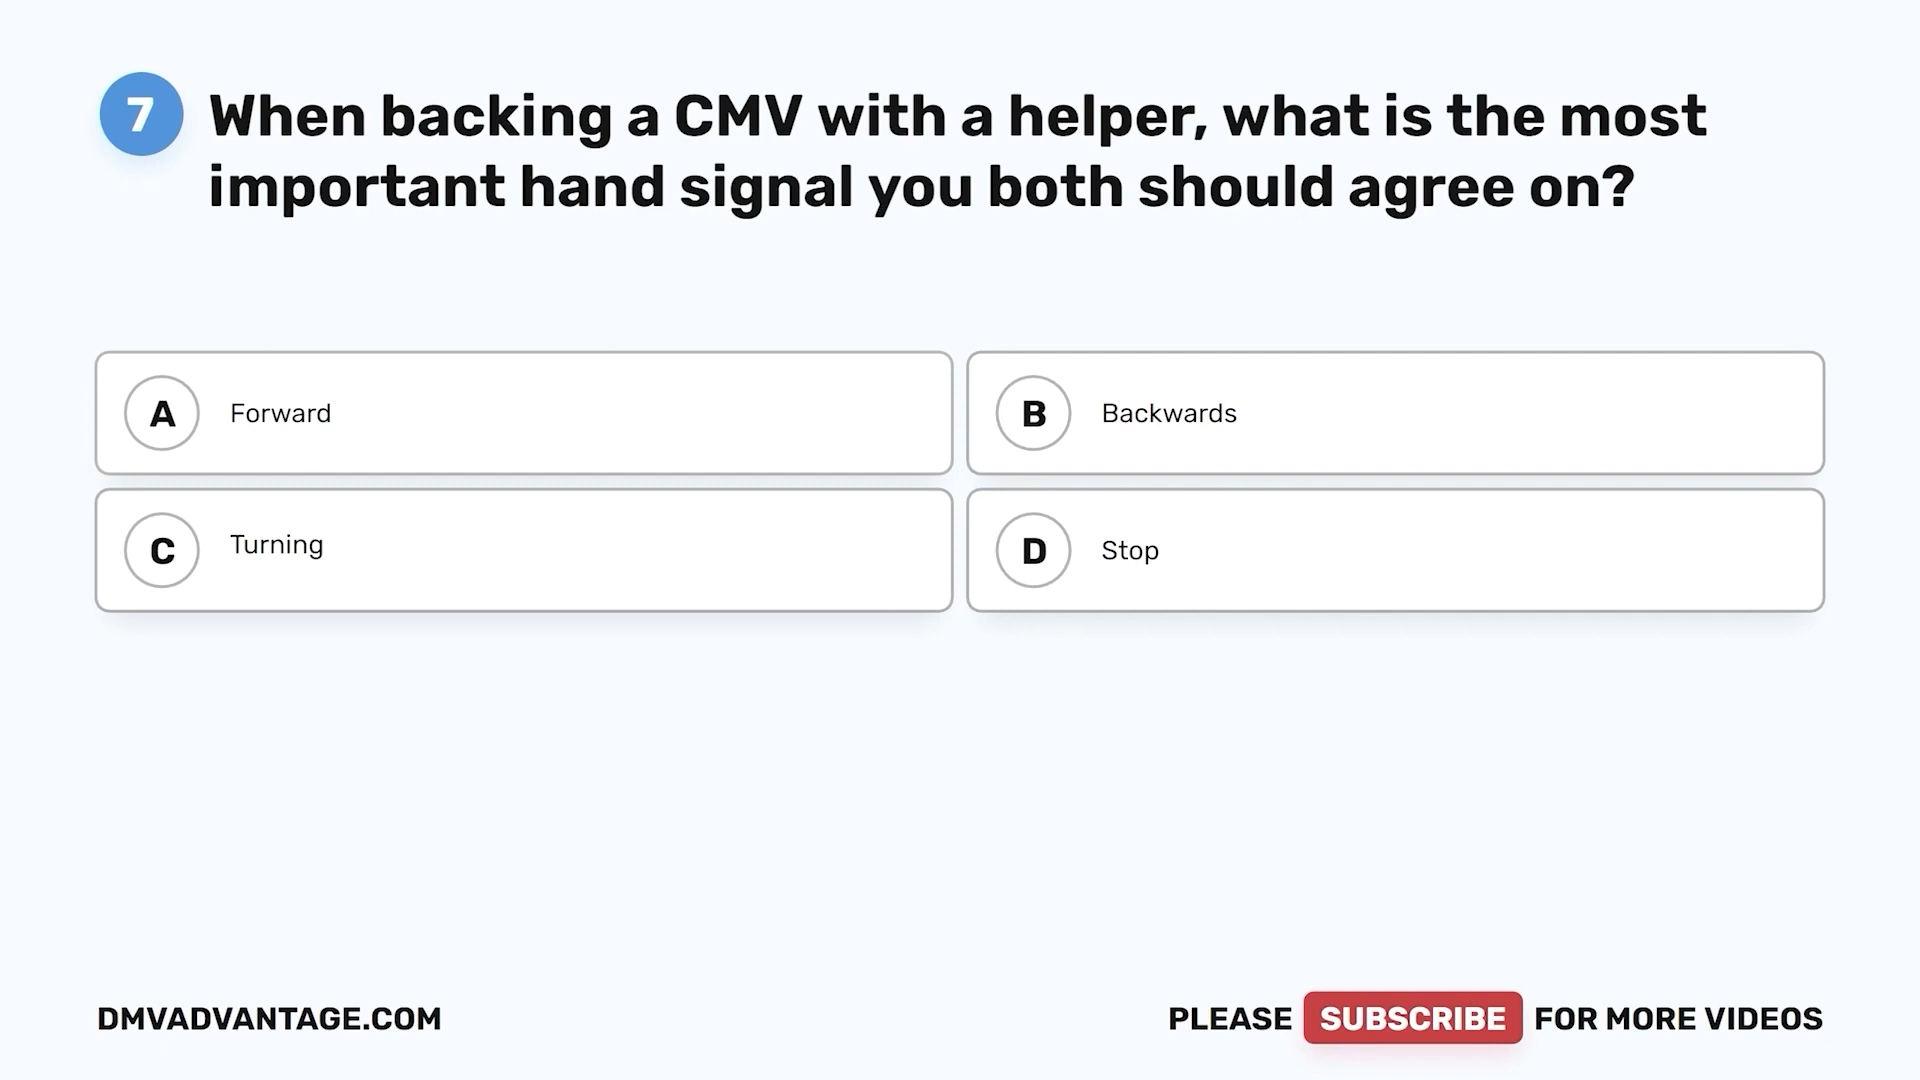 7
When backing a CMV with a helper, what is the most
important hand signal you both should agree on?
A Forward
B Backwards
C Turning
D Stop
DMVADVANTAGE.COM
PLEASE SUBSCRIBE FOR MORE VIDEOS